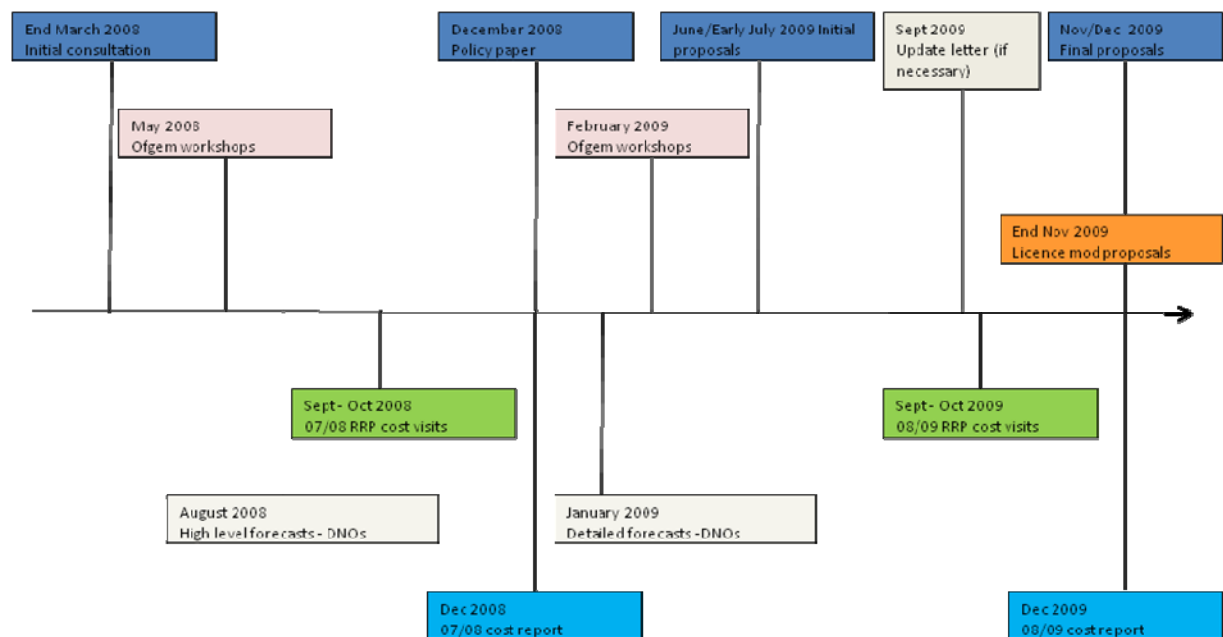 End March 2008
Initial consultation
December 2008
Policy paper
June/Early July 2009 Initial
proposals
Sept 2009
Update letter (if
necessary)
Nov/Dec 2009
Final proposals
May 2008
Ofgem workshops
February 2009
Ofgem workshops
End Nov 2009
Licence mod proposals
Sept- Oct 2008
07/08 RRP cost visits
Sept- Oct 2009
08/09 RRP cost visits
August 2008
High level forecasts - DNOs
January 2009
Detailed forecasts -DNOs
Dec 2008
07/08 cost report
Dec 2009
08/09 cost report